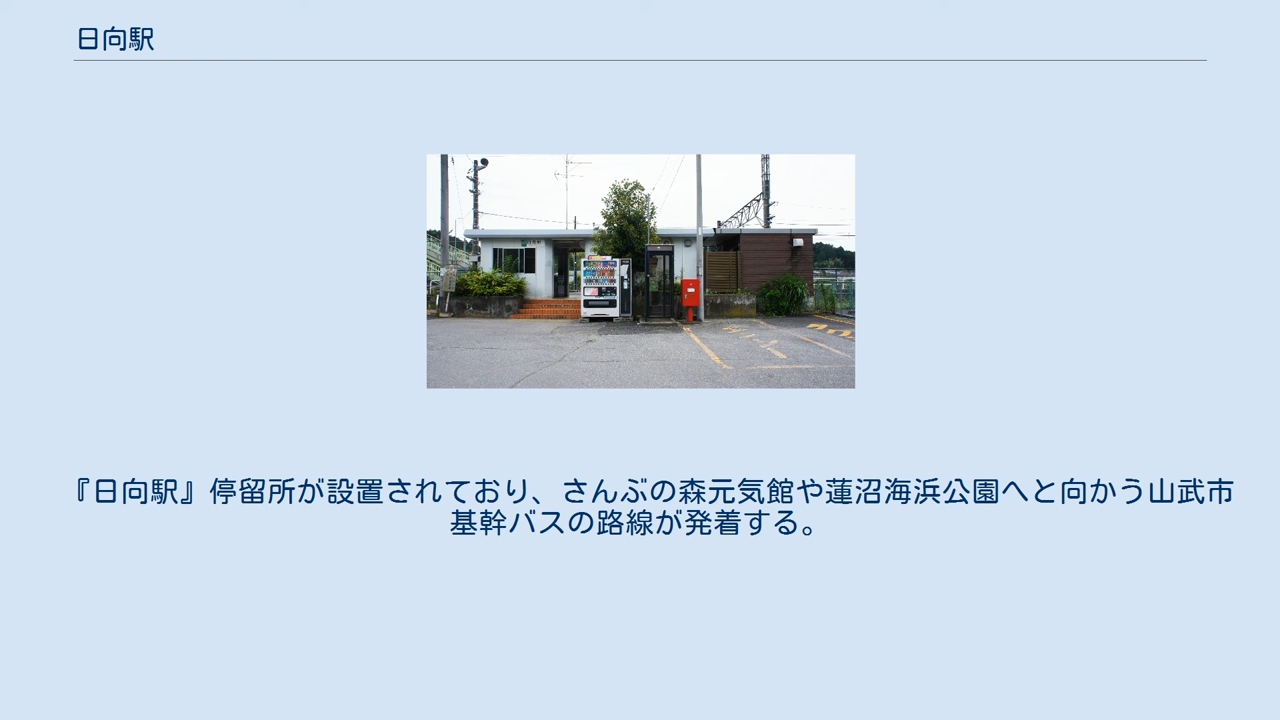 日向駅
『日向駅』停留所が設置されており、さんぶの森元気館や蓮沼海浜公園へと向かう山武市
基幹バスの路線が発着する。